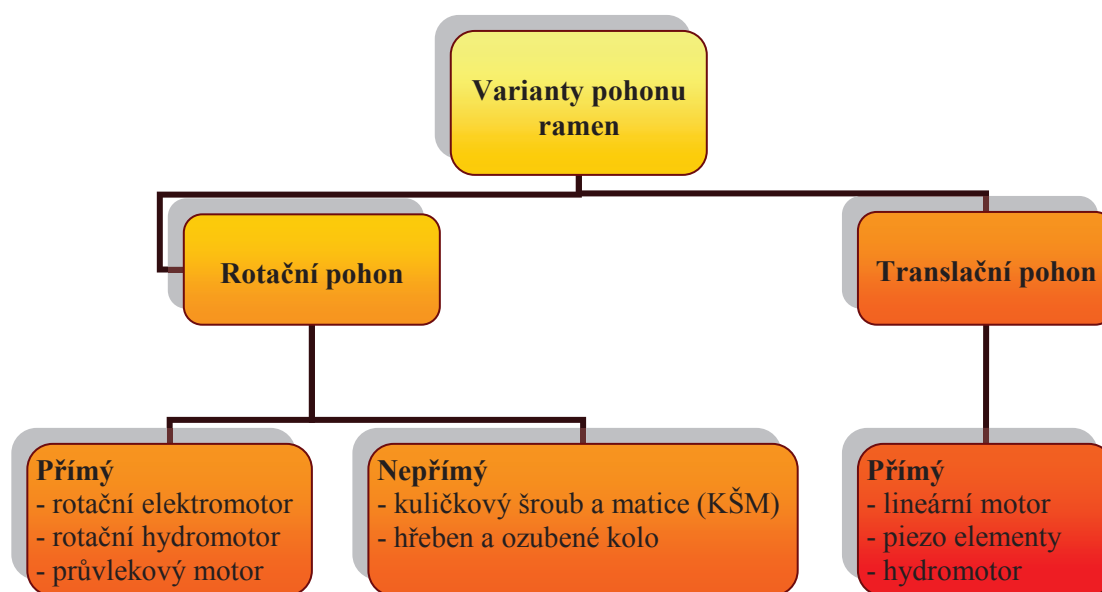 Varianty pohonu
ramen
Rotační pohon
Translační pohon
Přímý
- rotační elektromotor
- rotační hydromotor
- průvlekový motor
Nepřímý
- kuličkový šroub a matice (KŠM)
- hřeben a ozubené kolo
Přímý
- lineární motor
- piezo elementy
- hydromotor